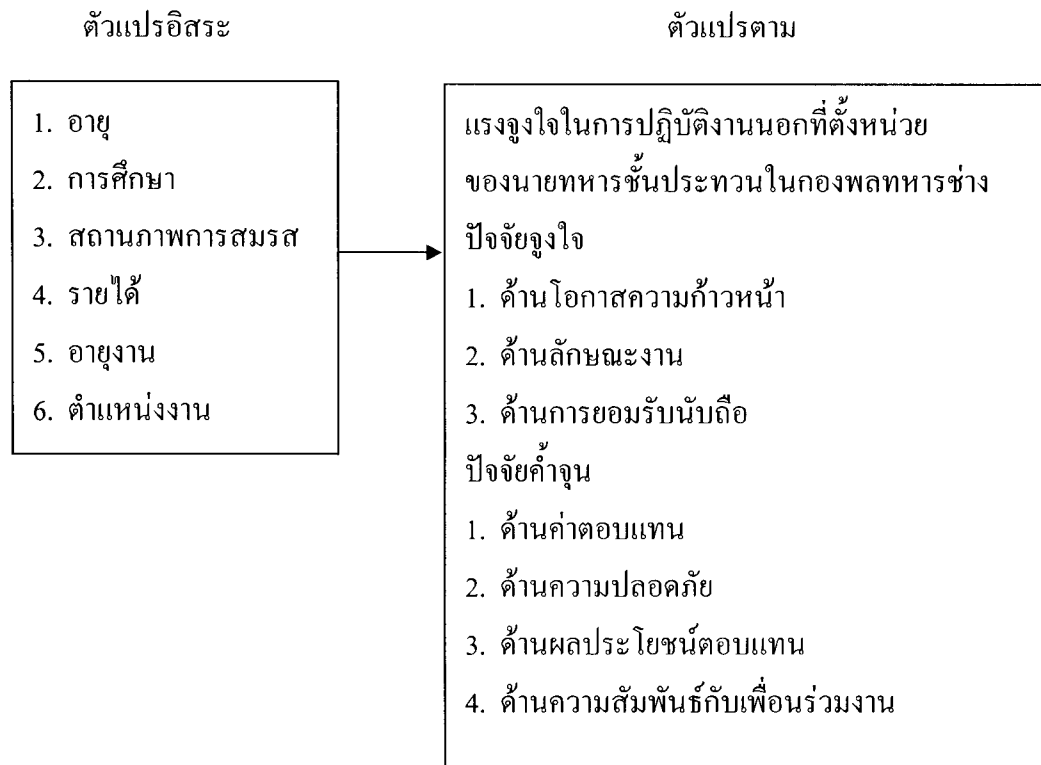 ตัวแปรอิสระ
ตัวแปรตาม
1. อายุ
2. การศึกษา
3. สถานภาพการสมรส
4. รายได้
5. อายุงาน
6. ตำแหน่งงาน
แรงจูงใจในการปฏิบัติงานนอกที่ตั้งหน่วย
ของนายทหารชั้นประทวนในกองพลทหารช่าง
ปัจจัยจูงใจ
1. ด้านโอกาสความก้าวหน้า
2. ด้านลักษณะงาน
3. ด้านการยอมรับนับถือ
ปัจจัยค้ำจุน
1. ด้านค่าตอบแทน
2. ด้านความปลอดภัย
3. ด้านผลประโยชน์ตอบแทน
4. ด้านความสัมพันธ์กับเพื่อนร่วมงาน